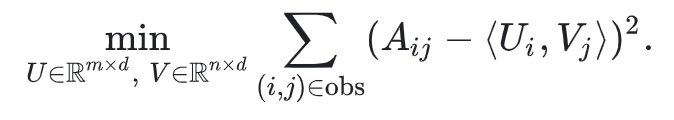 min_{U∈ℝ^{m×d}, V∈ℝ^{n×d}} ∑_{(i,j)∈obs} (A_{ij} − ⟨U_i, V_j⟩)².